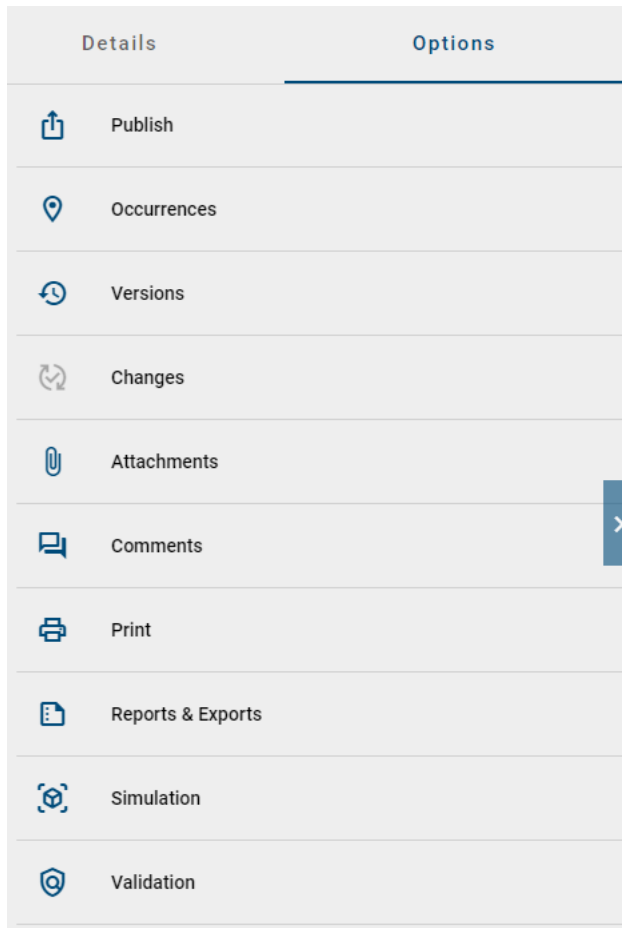 Details Options
Publish
Occurrences
Versions
Changes
Attachments
Comments
Print
Reports & Exports
Simulation
Validation